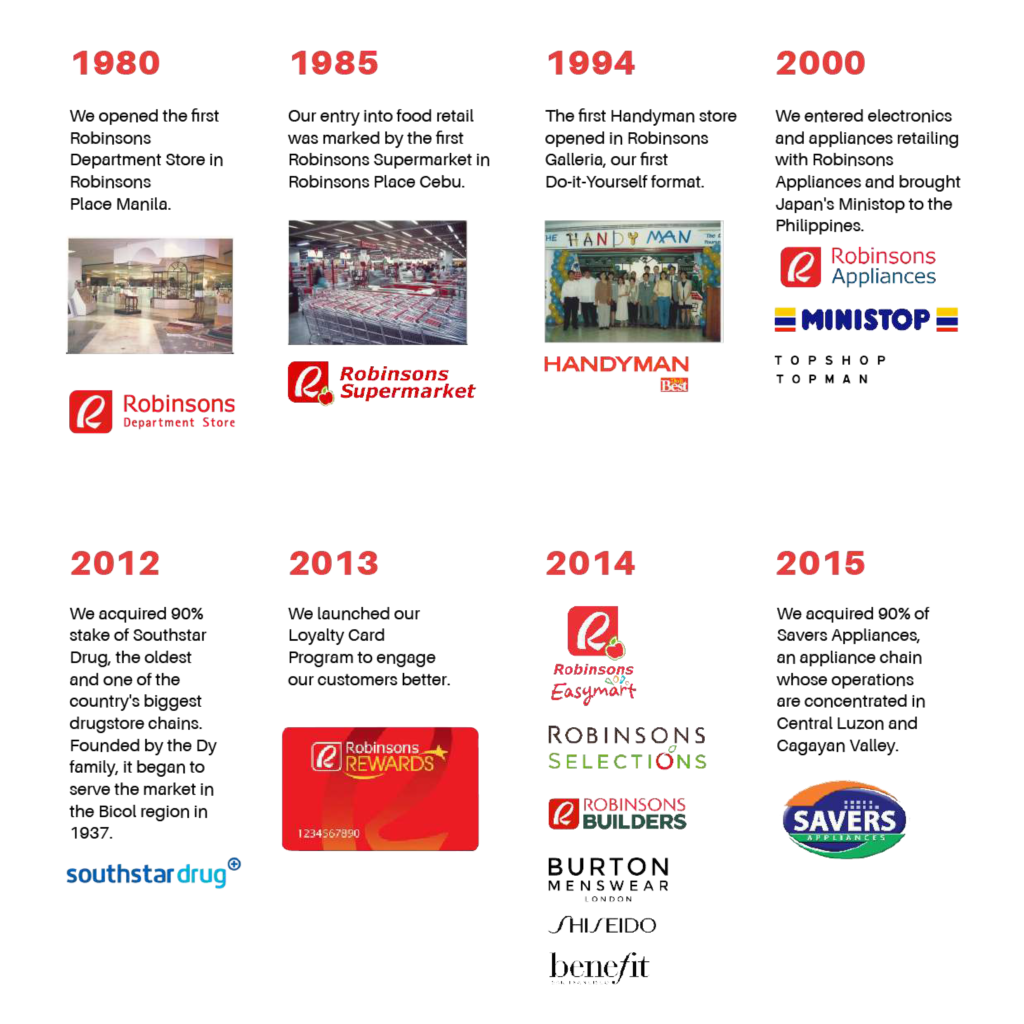 1980
We opened the first
Robinsons
Department Store in
Robinsons
Place Manila.
Robinsons
Department Store
1985
Our entry into food retail
was marked by the first
Robinsons Supermarket in
Robinsons Place Cebu.
Robinsons
Supermarket
1994
The first Handyman store
opened in Robinsons
Galleria, our first
Do-it-Yourself format.
HE HANDY MAN
HANDYMAN
Do it Best
2000
We entered electronics
and appliances retailing
with Robinsons
Appliances and brought
Japan's Ministop to the
Philippines.
Robinsons
Appliances
MINISTOP
TOPSHOP
TOPMAN
2012
We acquired 90%
stake of Southstar
Drug, the oldest
and one of the
country's biggest
drugstore chains.
Founded by the Dy
family, it began to
serve the market in
the Bicol region in
1937.
southstar drug
2013
We launched our
Loyalty Card
Program to engage
our customers better.
Robinsons
REWARDS
1234567890
2014
Robinsons
Easymart
ROBINSONS
SELECTIONS
ROBINSONS
BUILDERS
BURTON
MENSWEAR
LONDON
SHISEIDO
benefit
2015
We acquired 90% of
Savers Appliances,
an appliance chain
whose operations
are concentrated in
Central Luzon and
Cagayan Valley.
SAVERS
APPLIANCES